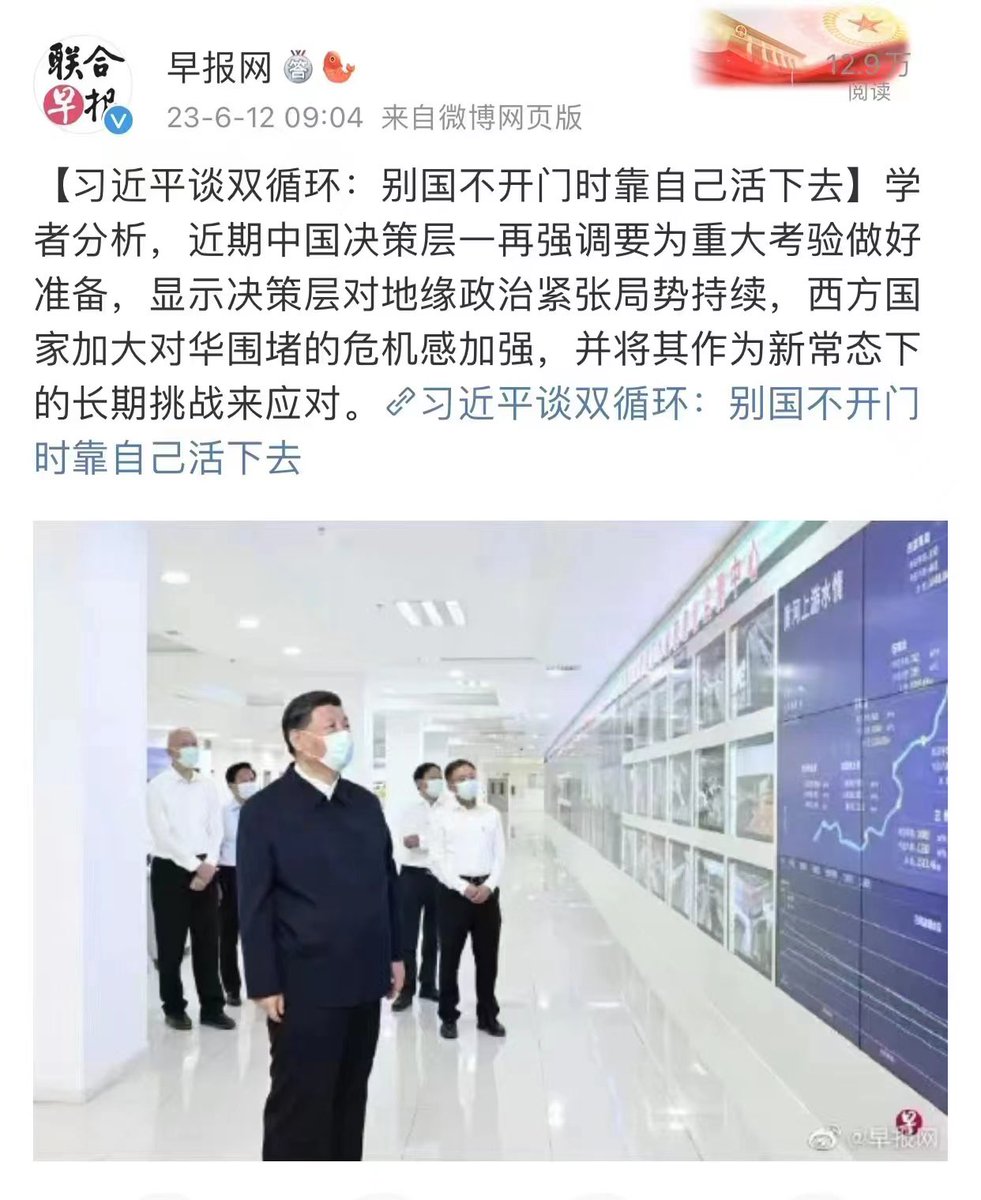 联合
早报
早报网
12.9万
阅读
23-6-12 09:04 来自微博网页版
【习近平谈双循环：别国不开门时靠自己活下去】学
者分析，近期中国决策层一再强调要为重大考验做好
准备，显示决策层对地缘政治紧张局势持续，西方国
家加大对华围堵的危机感加强，并将其作为新常态下
的长期挑战来应对。习近平谈双循环：别国不开门
时靠自己活下去
黄河上游水情
早
@早报网